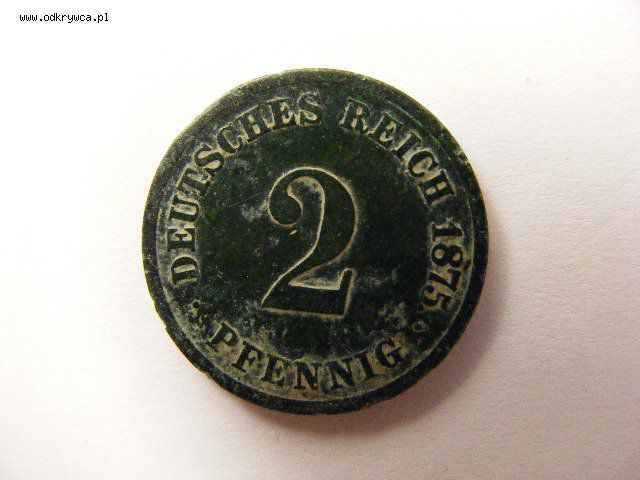 www.odkrywca.pl
DEUTSCHES REICH 1875
2
PFENNIG